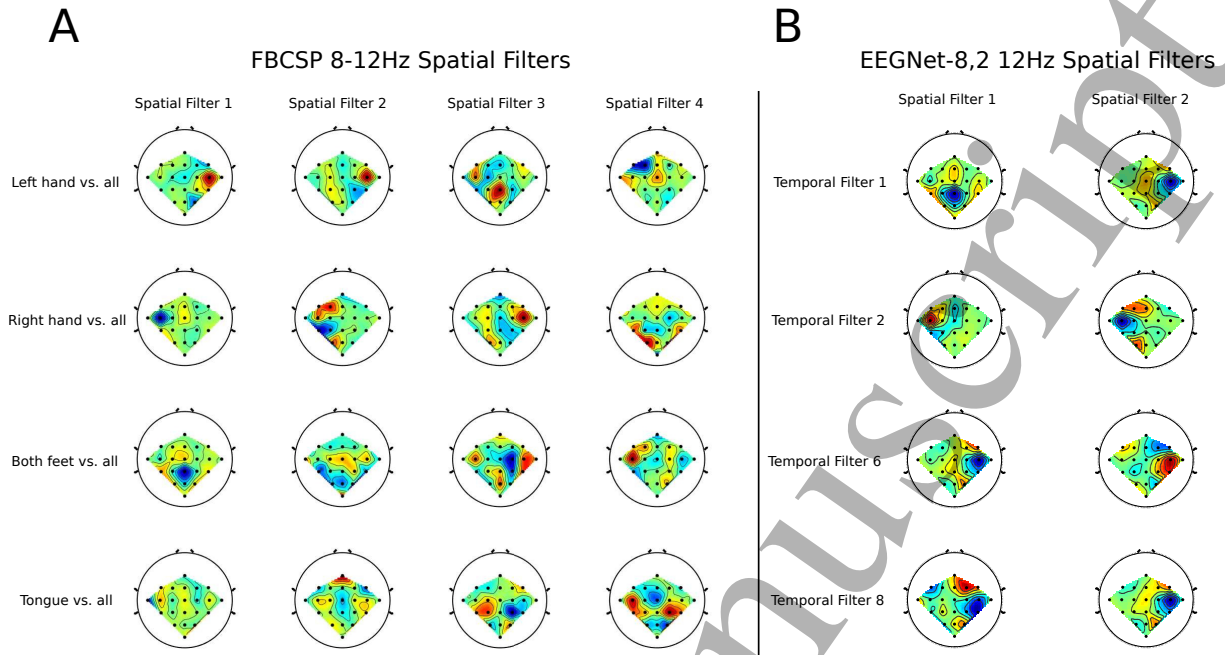 A
FBCSP 8-12Hz Spatial Filters
Spatial Filter 1 Spatial Filter 2 Spatial Filter 3 Spatial Filter 4
Left hand vs. all
Right hand vs. all
Both feet vs. all
Tongue vs. all
B
EEGNet-8,2 12Hz Spatial Filters
Spatial Filter 1 Spatial Filter 2
Temporal Filter 1
Temporal Filter 2
Temporal Filter 6
Temporal Filter 8
nuscript